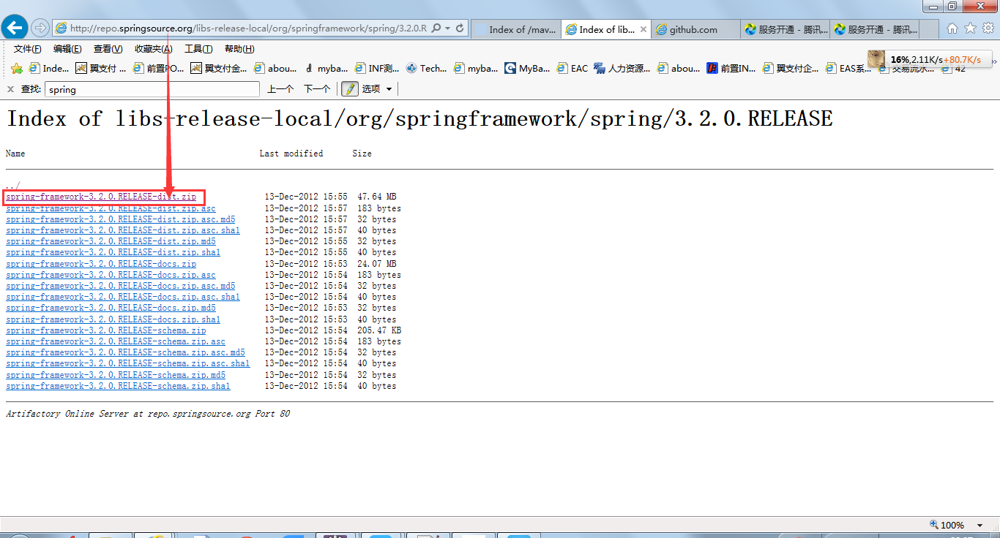 http://repo.springsource.org/libs-release-local/org/springframework/spring/3.2.0.R
Index of /mav...
Index of lib...
github.com
服务开通 - 腾讯...
服务开通 - 腾讯...
文件(F) 编辑(E) 查看(V) 收藏夹(A) 工具(T) 帮助(H)
Inde... 翼支付 ... 前置PO... 翼支付金... abou... myba... INF测... Tech... myba... MyBa... EAC 人力资源... abou... 前置IN... 翼支付企... EAS系... 交易流水... 42
16%,2.11K/s+80.7K/s
查找: spring 上一个 下一个 选项
Index of libs-release-local/org/springframework/spring/3.2.0.RELEASE
Name Last modified Size
../
spring-framework-3.2.0.RELEASE-dist.zip 13-Dec-2012 15:55 47.64 MB
spring-framework-3.2.0.RELEASE-dist.zip.asc 13-Dec-2012 15:57 183 bytes
spring-framework-3.2.0.RELEASE-dist.zip.asc.md5 13-Dec-2012 15:57 32 bytes
spring-framework-3.2.0.RELEASE-dist.zip.asc.sha1 13-Dec-2012 15:57 40 bytes
spring-framework-3.2.0.RELEASE-dist.zip.md5 13-Dec-2012 15:55 32 bytes
spring-framework-3.2.0.RELEASE-dist.zip.sha1 13-Dec-2012 15:55 40 bytes
spring-framework-3.2.0.RELEASE-docs.zip 13-Dec-2012 15:53 24.07 MB
spring-framework-3.2.0.RELEASE-docs.zip.asc 13-Dec-2012 15:54 183 bytes
spring-framework-3.2.0.RELEASE-docs.zip.asc.md5 13-Dec-2012 15:54 32 bytes
spring-framework-3.2.0.RELEASE-docs.zip.asc.sha1 13-Dec-2012 15:54 40 bytes
spring-framework-3.2.0.RELEASE-docs.zip.md5 13-Dec-2012 15:53 32 bytes
spring-framework-3.2.0.RELEASE-docs.zip.sha1 13-Dec-2012 15:53 40 bytes
spring-framework-3.2.0.RELEASE-schema.zip 13-Dec-2012 15:54 205.47 KB
spring-framework-3.2.0.RELEASE-schema.zip.asc 13-Dec-2012 15:54 183 bytes
spring-framework-3.2.0.RELEASE-schema.zip.asc.md5 13-Dec-2012 15:54 32 bytes
spring-framework-3.2.0.RELEASE-schema.zip.asc.sha1 13-Dec-2012 15:54 40 bytes
spring-framework-3.2.0.RELEASE-schema.zip.md5 13-Dec-2012 15:54 32 bytes
spring-framework-3.2.0.RELEASE-schema.zip.sha1 13-Dec-2012 15:54 40 bytes
Artifactory Online Server at repo.springsource.org Port 80
100%